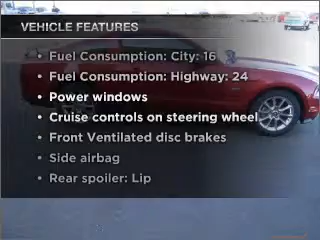 VEHICLE FEATURES
• Fuel Consumption: City: 16
• Fuel Consumption: Highway: 24
• Power windows
• Cruise controls on steering wheel
• Front Ventilated disc brakes
• Side airbag
• Rear spoiler: Lip